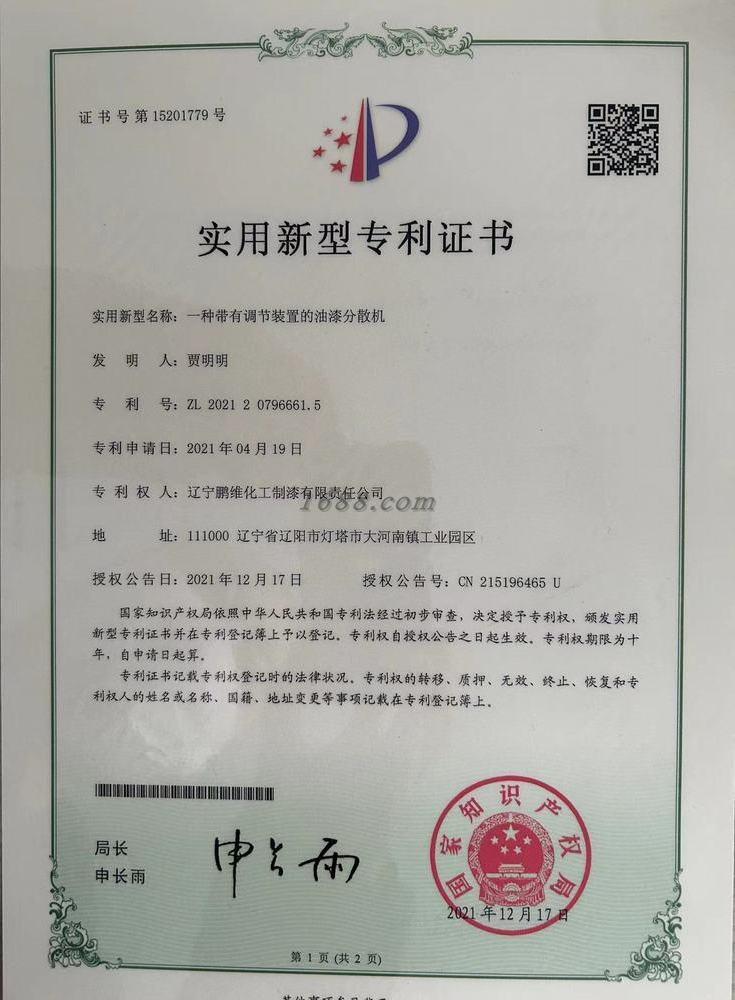 证书号第15201779号
实用新型专利证书
实用新型名称：一种带有调节装置的油漆分散机
发明人：贾明明
专利号：ZL 2021 2 0796661.5
专利申请日：2021年04月19日
专利权人：辽宁鹏维化工制漆有限责任公司
1688.com
地址：111000 辽宁省辽阳市灯塔市大河南镇工业园区
授权公告日：2021年12月17日 授权公告号：CN 215196465 U
国家知识产权局依照中华人民共和国专利法经过初步审查，决定授予专利权，颁发实用
新型专利证书并在专利登记簿上予以登记。专利权自授权公告之日起生效。专利权期限为十
年，自申请日起算。
专利证书记载专利权登记时的法律状况。专利权的转移、质押、无效、终止、恢复和专
利权人的姓名或名称、国籍、地址变更等事项记载在专利登记簿上。
局长
申长雨
申长雨
国家知识产权局
2021年12月17日
第1页(共2页)